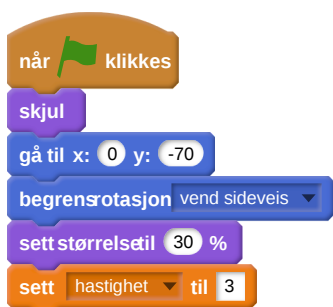 når klikkes
skjul
gå til x: 0 y: -70
begrensrotasjon vend sideveis
sett størrelsetil 30 %
sett hastighet til 3